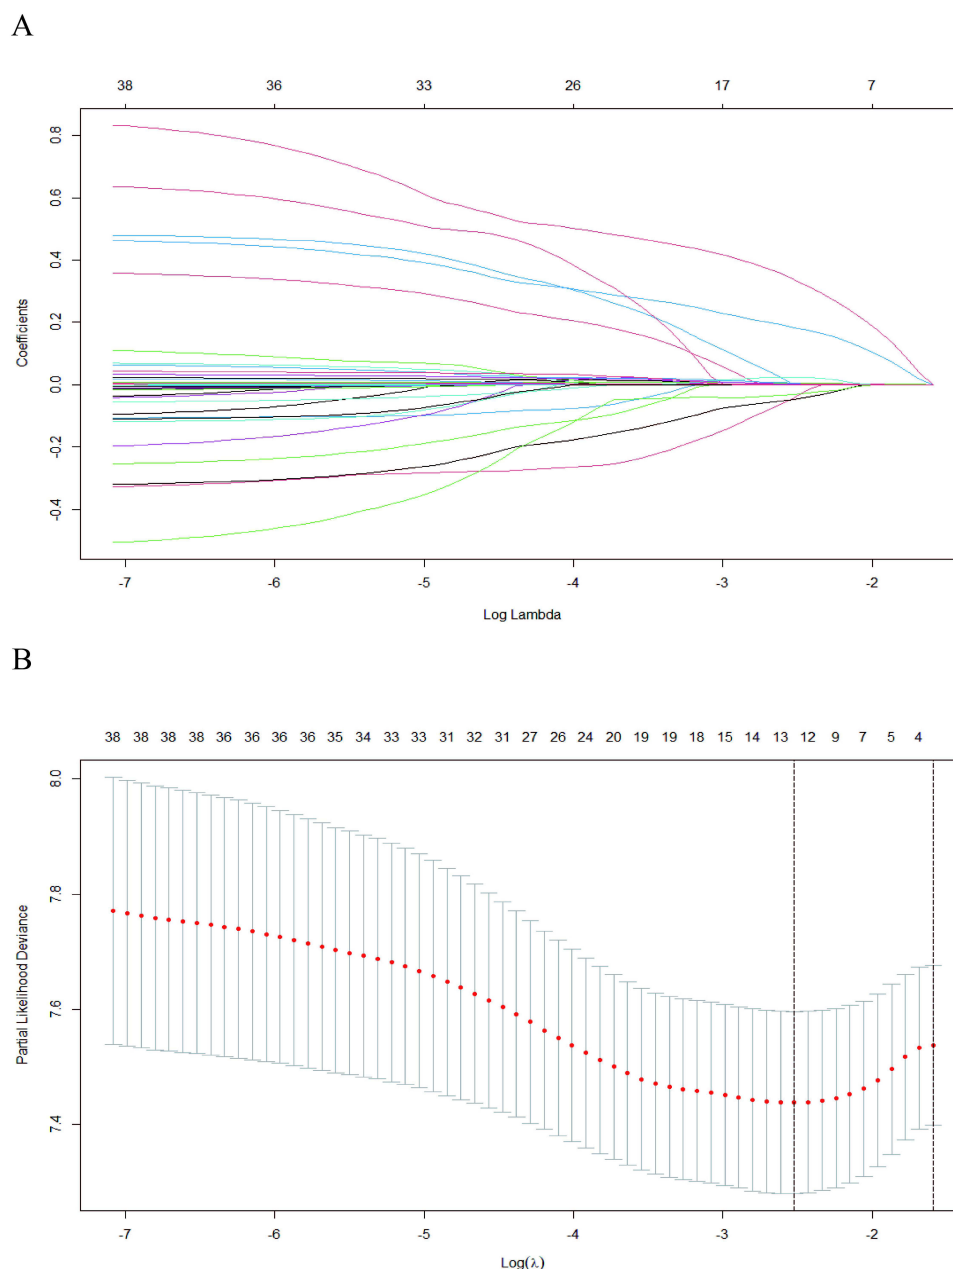 A
38 36 33 26 17 7
0.8
0.6
0.4
0.2
0.0
-0.2
-0.4
Coefficients
-7 -6 -5 -4 -3 -2
Log Lambda
B
38 38 38 38 36 36 36 36 35 34 33 33 31 32 31 27 26 24 20 19 19 18 15 14 13 12 9 7 5 4
8.0
7.8
7.6
7.4
Partial Likelihood Deviance
-7 -6 -5 -4 -3 -2
Log(λ)